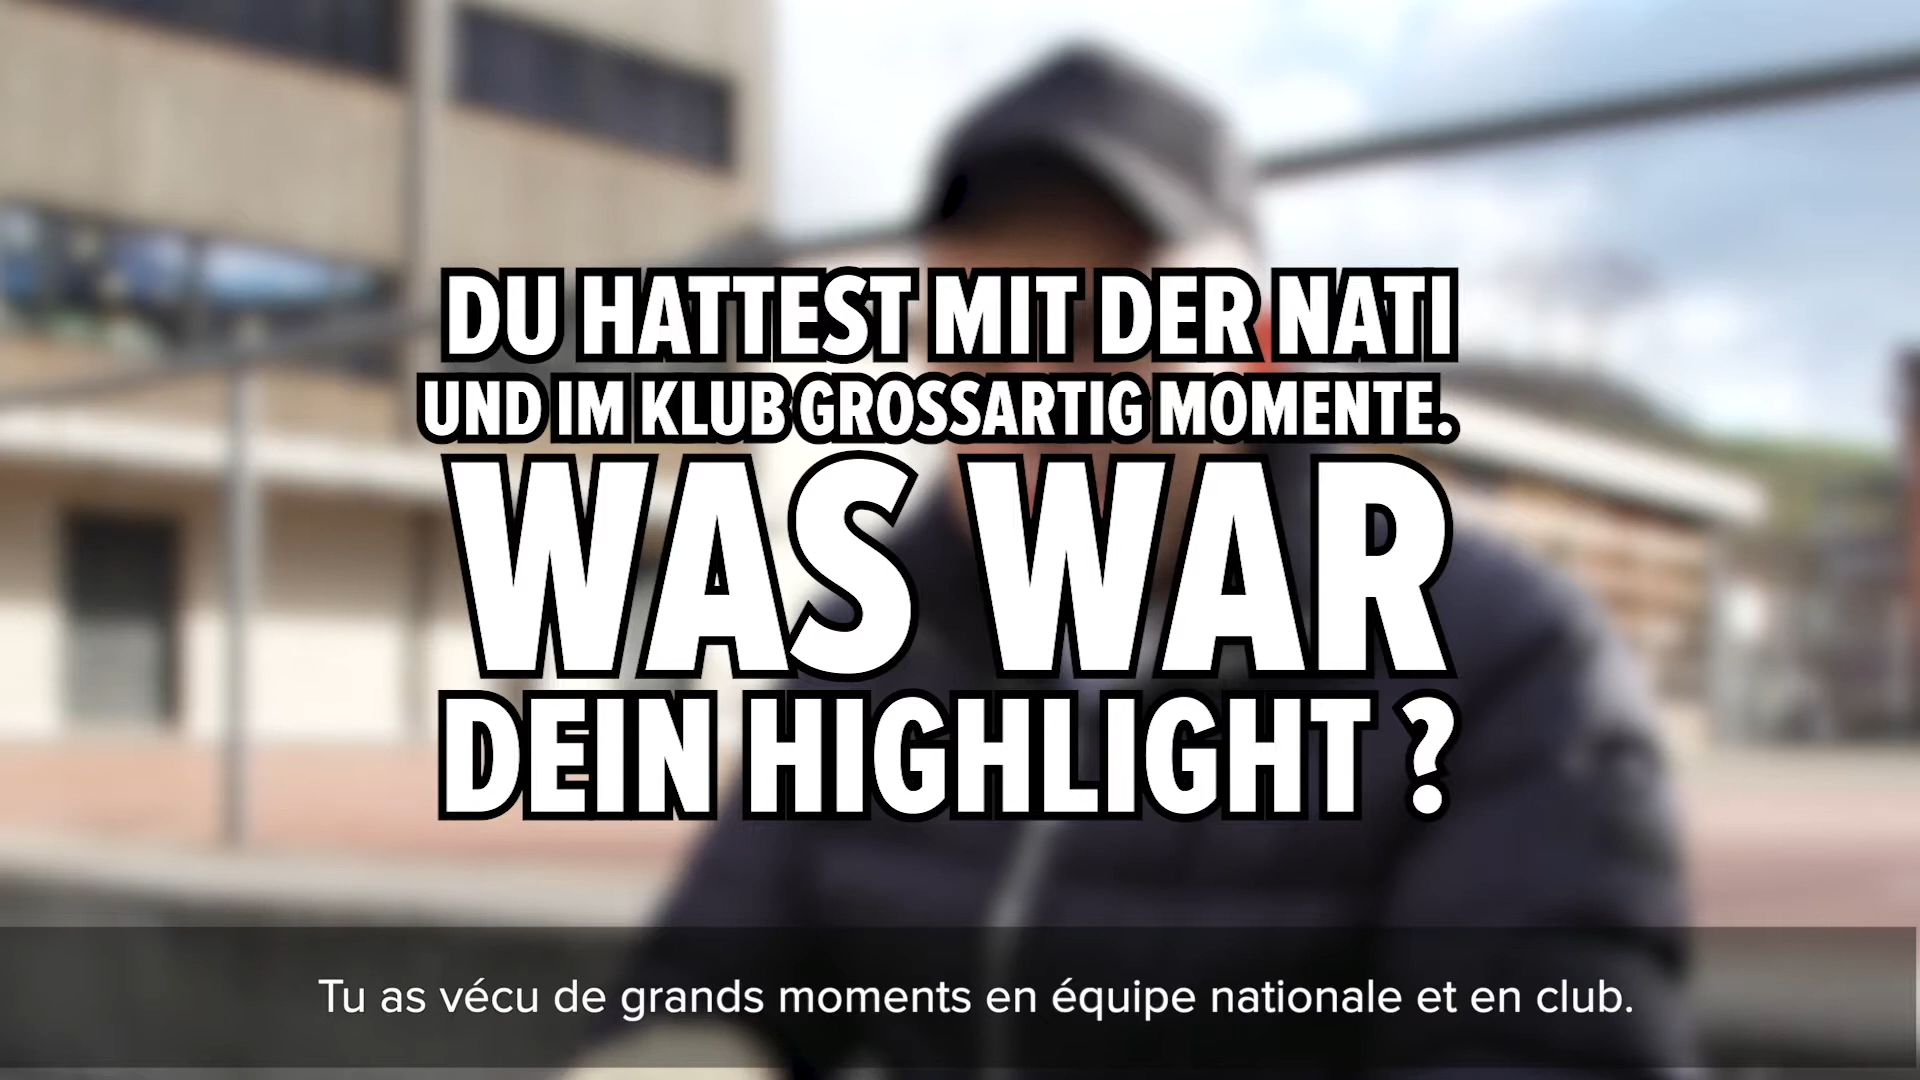 DU HATTEST MIT DER NATI
UND IM KLUB GROSSARTIG MOMENTE.
WAS WAR
DEIN HIGHLIGHT ?
Tu as vécu de grands moments en équipe nationale et en club.